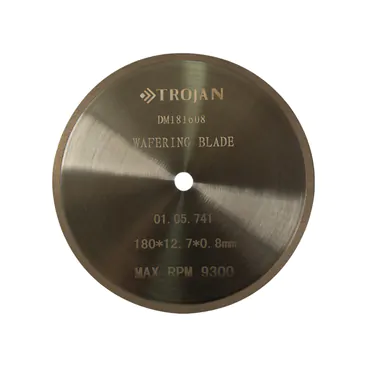 TROJAN
DM181608
WAFERING BLADE
01.05.741
180*12.7*0.8mm
MAX RPM 9300